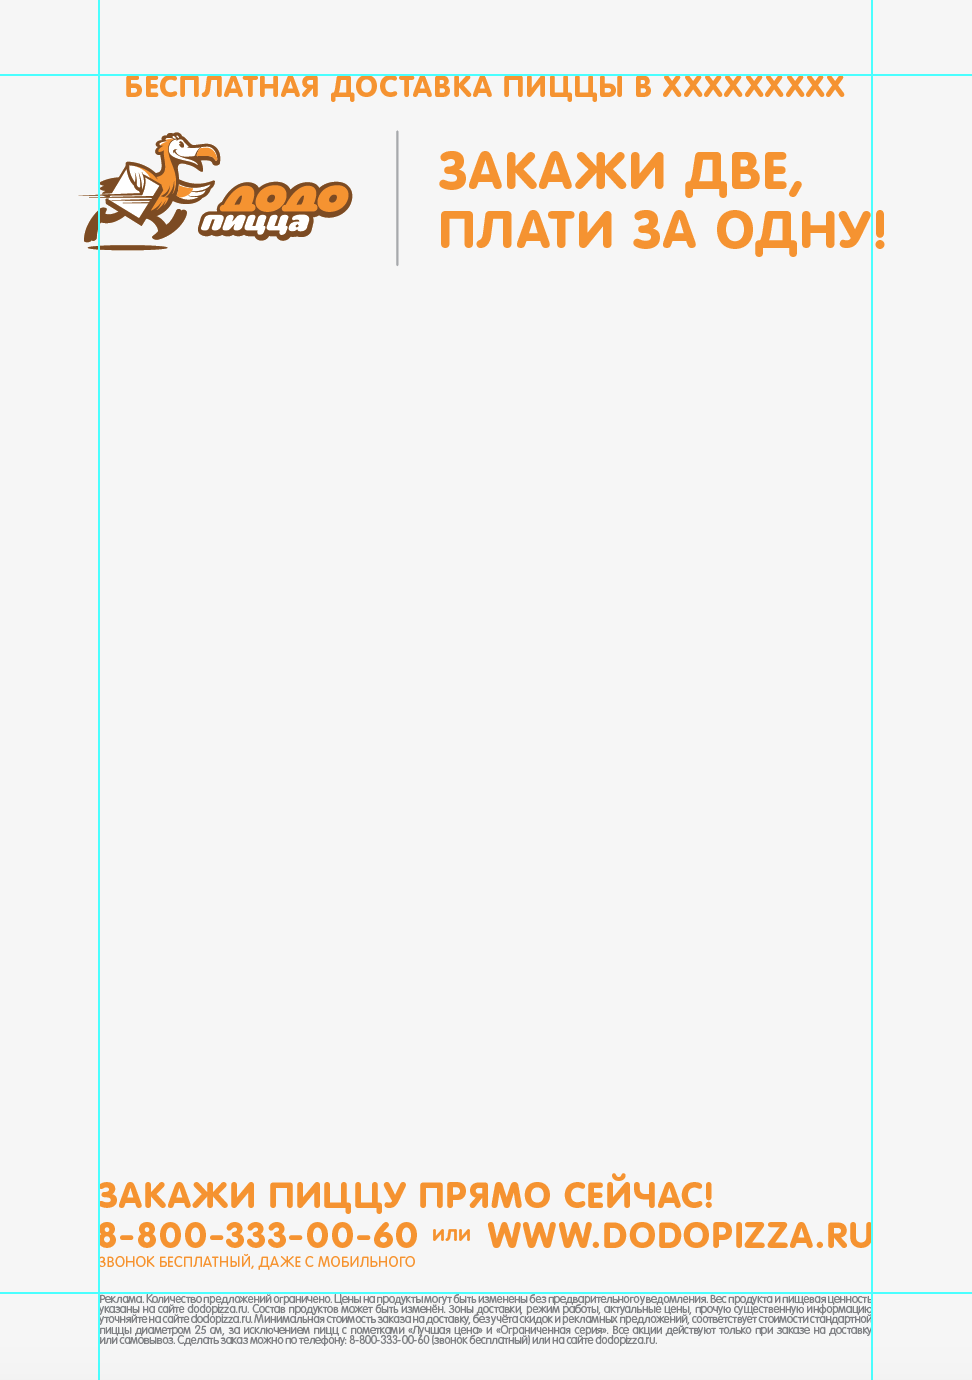 БЕСПЛАТНАЯ ДОСТАВКА ПИЦЦЫ В XXXXXXXXX
ДОДО
ПИЦЦА
ЗАКАЖИ ДВЕ,
ПЛАТИ ЗА ОДНУ!
ЗАКАЖИ ПИЦЦУ ПРЯМО СЕЙЧАС!
8-800-333-00-60 или WWW.DODOPIZZA.RU
ЗВОНОК БЕСПЛАТНЫЙ, ДАЖЕ С МОБИЛЬНОГО
Реклама. Количество предложений ограничено. Цены на продукты могут быть изменены без предварительного уведомления. Вес продукта и пищевая ценность
указаны на сайте dodopizza.ru. Состав продуктов может быть изменён. Зоны доставки, режим работы, актуальные цены, прочую существенную информацию
уточняйте на сайте dodopizza.ru. Минимальная стоимость заказа на доставку, без учёта скидок и рекламных предложений, соответствует стоимости стандартной
пиццы диаметром 25 см, за исключением пицц с пометками «Лучшая цена» и «Ограниченная серия». Все акции действуют только при заказе на доставку
или самовывоз. Сделать заказ можно по телефону: 8-800-333-00-60 (звонок бесплатный) или на сайте dodopizza.ru.